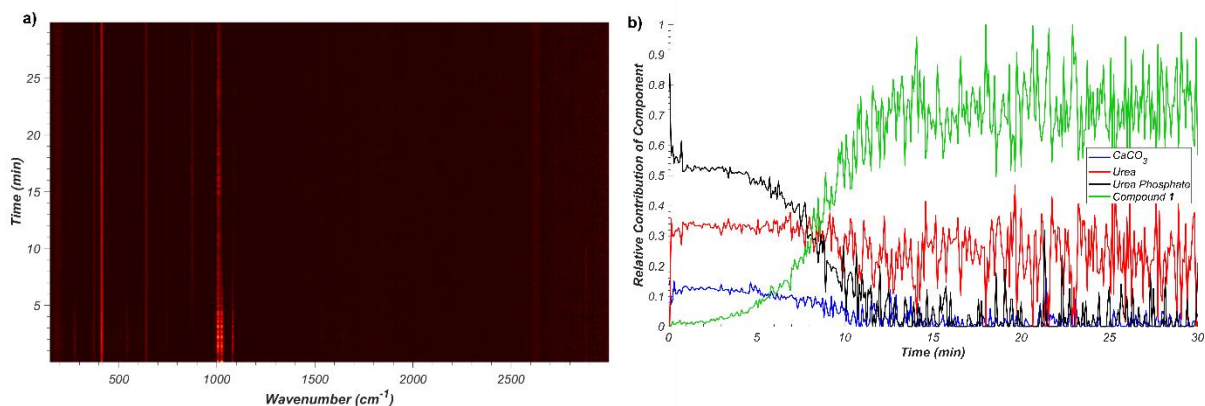 a)
Time (min)
25
20
15
10
5
500
1000
1500
2000
2500
Wavenumber (cm-1)
b)
Relative Contribution of Component
1
0.9
0.8
0.7
0.6
0.5
0.4
0.3
0.2
0.1
0
CaCO3
Urea
Urea Phosphate
Compound 1
0
5
10
15
20
25
30
Time (min)